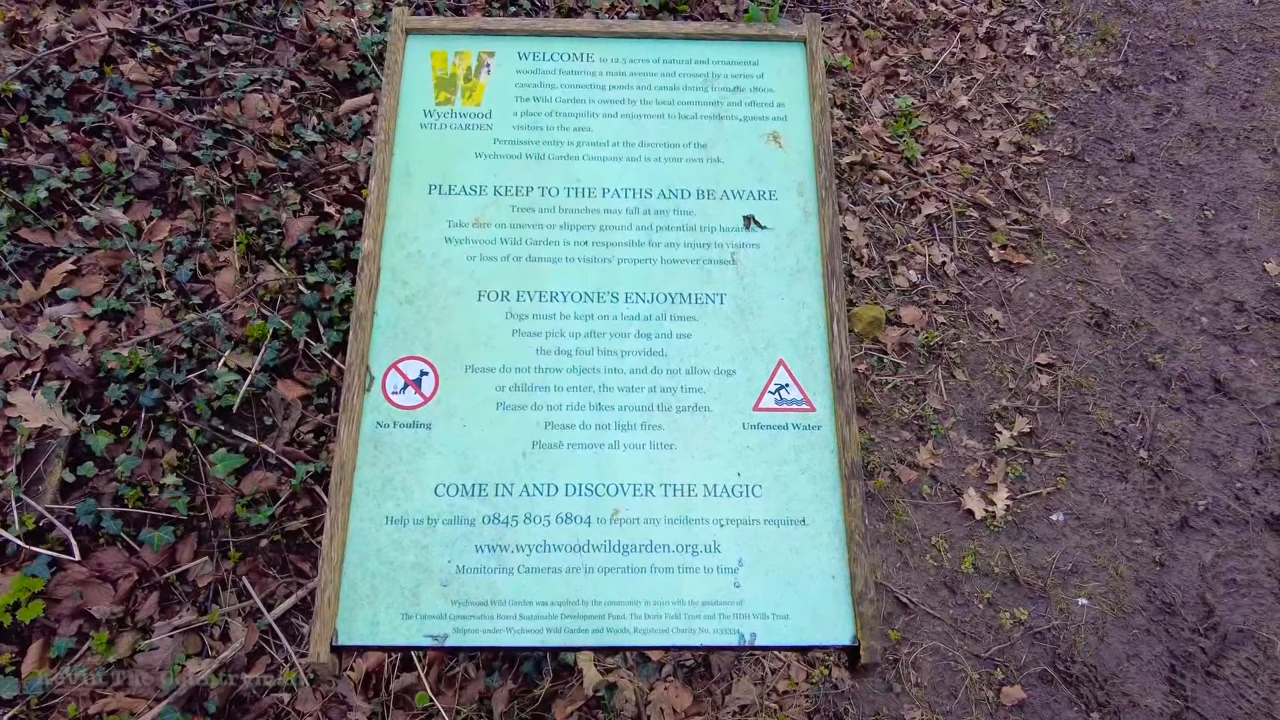 W
Wychwood
WILD GARDEN
WELCOME to 12.5 acres of natural and ornamental
woodland featuring a main avenue and crossed by a series of
cascading, connecting ponds and canals dating from the 1860s.
The Wild Garden is owned by the local community and offered as
a place of tranquility and enjoyment to local residents, guests and
visitors to the area.
Permissive entry is granted at the discretion of the
Wychwood Wild Garden Company and is at your own risk.
PLEASE KEEP TO THE PATHS AND BE AWARE
Trees and branches may fall at any time.
Take care on uneven or slippery ground and potential trip hazards.
Wychwood Wild Garden is not responsible for any injury to visitors
or loss of or damage to visitors' property however caused.
FOR EVERYONE'S ENJOYMENT
Dogs must be kept on a lead at all times.
Please pick up after your dog and use
the dog foul bins provided.
Please do not throw objects into, and do not allow dogs
or children to enter, the water at any time.
Please do not ride bikes around the garden.
Please do not light fires.
Please remove all your litter.
No Fouling
Unfenced Water
COME IN AND DISCOVER THE MAGIC
Help us by calling 0845 805 6804 to report any incidents or repairs required.
www.wychwoodwildgarden.org.uk
Monitoring Cameras are in operation from time to time
Wychwood Wild Garden was acquired by the community in 2010 with the assistance of
The Cotswold Conservation Board Sustainable Development Fund, The Doris Field Trust and The HDH Wills Trust.
Shipton-under-Wychwood Wild Garden and Woods, Registered Charity No. 1133334